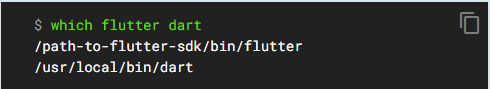 $ which flutter dart
/path-to-flutter-sdk/bin/flutter
/usr/local/bin/dart